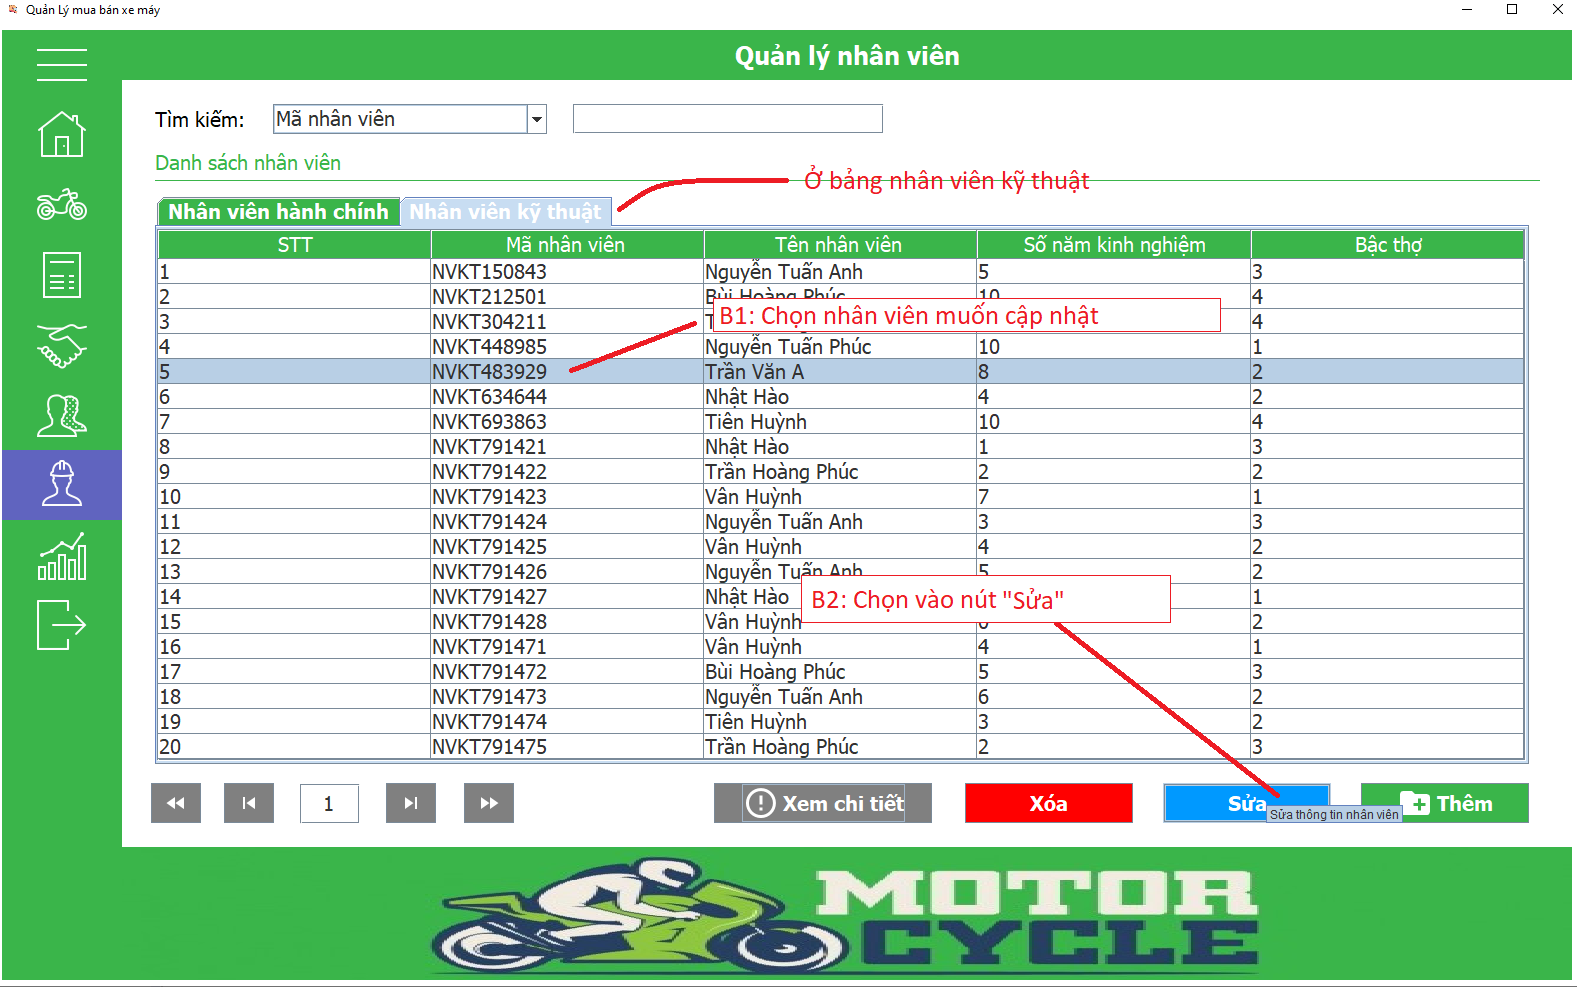 Quản Lý mua bán xe máy
Quản lý nhân viên
Tìm kiếm: Mã nhân viên
Danh sách nhân viên
Ở bảng nhân viên kỹ thuật
Nhân viên hành chính Nhân viên kỹ thuật
STT Mã nhân viên Tên nhân viên Số năm kinh nghiệm Bậc thợ
1 NVKT150843 Nguyễn Tuấn Anh 5 3
2 NVKT212501 Bùi Hoàng Phúc 10 4
B1: Chọn nhân viên muốn cập nhật
3 NVKT304211 T 4
4 NVKT448985 Nguyễn Tuấn Phúc 10 1
5 NVKT483929 Trần Văn A 8 2
6 NVKT634644 Nhật Hào 4 2
7 NVKT693863 Tiên Huỳnh 10 4
8 NVKT791421 Nhật Hào 1 3
9 NVKT791422 Trần Hoàng Phúc 2 2
10 NVKT791423 Vân Huỳnh 7 1
11 NVKT791424 Nguyễn Tuấn Anh 3 3
12 NVKT791425 Vân Huỳnh 4 2
13 NVKT791426 Nguyễn Tuấn Anh 5 2
B2: Chọn vào nút "Sửa"
14 NVKT791427 Nhật Hào 1
15 NVKT791428 Vân Huỳnh 2
16 NVKT791471 Vân Huỳnh 4 1
17 NVKT791472 Bùi Hoàng Phúc 5 3
18 NVKT791473 Nguyễn Tuấn Anh 6 2
19 NVKT791474 Tiên Huỳnh 3 2
20 NVKT791475 Trần Hoàng Phúc 2 3
1 Xem chi tiết Xóa Sửa Thêm
Sửa thông tin nhân viên
MOTOR
CYCLE